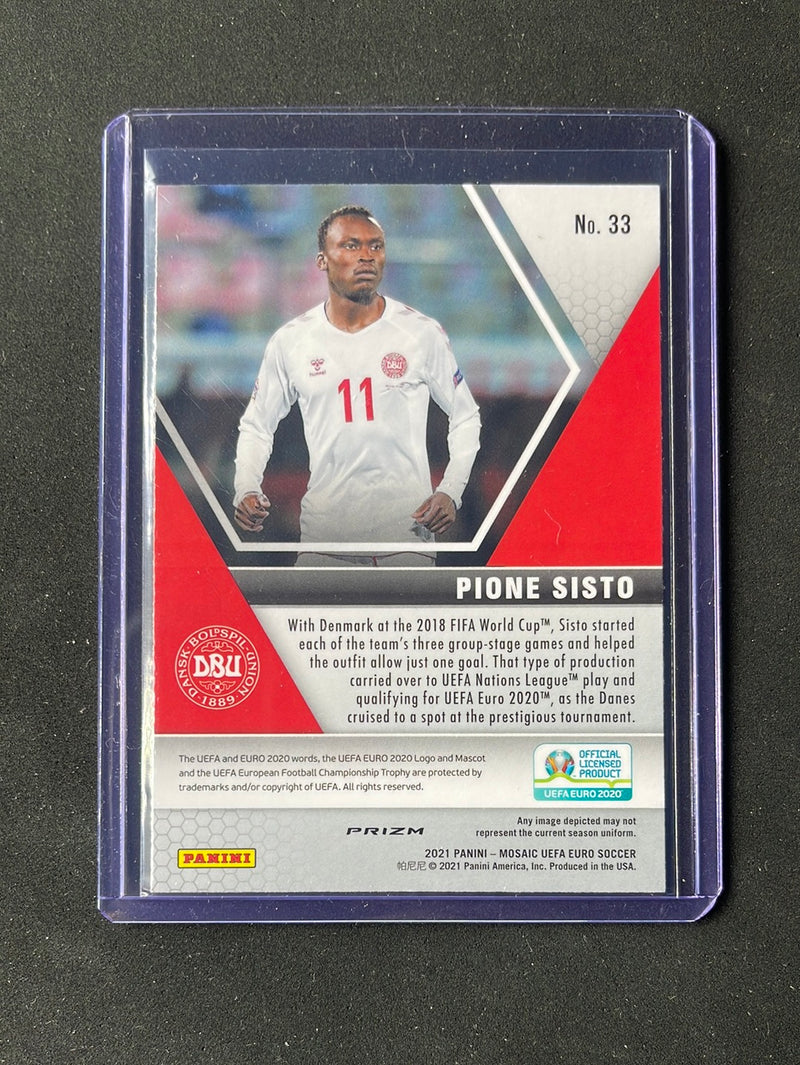 No. 33
hummel
DBU
11
PIONE SISTO
With Denmark at the 2018 FIFA World Cup™, Sisto started
each of the team's three group-stage games and helped
the outfit allow just one goal. That type of production
carried over to UEFA Nations League™ play and
qualifying for UEFA Euro 2020™, as the Danes
cruised to a spot at the prestigious tournament.
DANSK·BOLDSPIL-UNION
DBU
·1889·
The UEFA and EURO 2020 words, the UEFA EURO 2020 Logo and Mascot
and the UEFA European Football Championship Trophy are protected by
trademarks and/or copyright of UEFA. All rights reserved.
OFFICIAL
LICENSED
PRODUCT
UEFA EURO 2020
Any image depicted may not
represent the current season uniform.
PRIZM
PANINI
2021 PANINI – MOSAIC UEFA EURO SOCCER
帕尼尼 © 2021 Panini America, Inc. Produced in the USA.